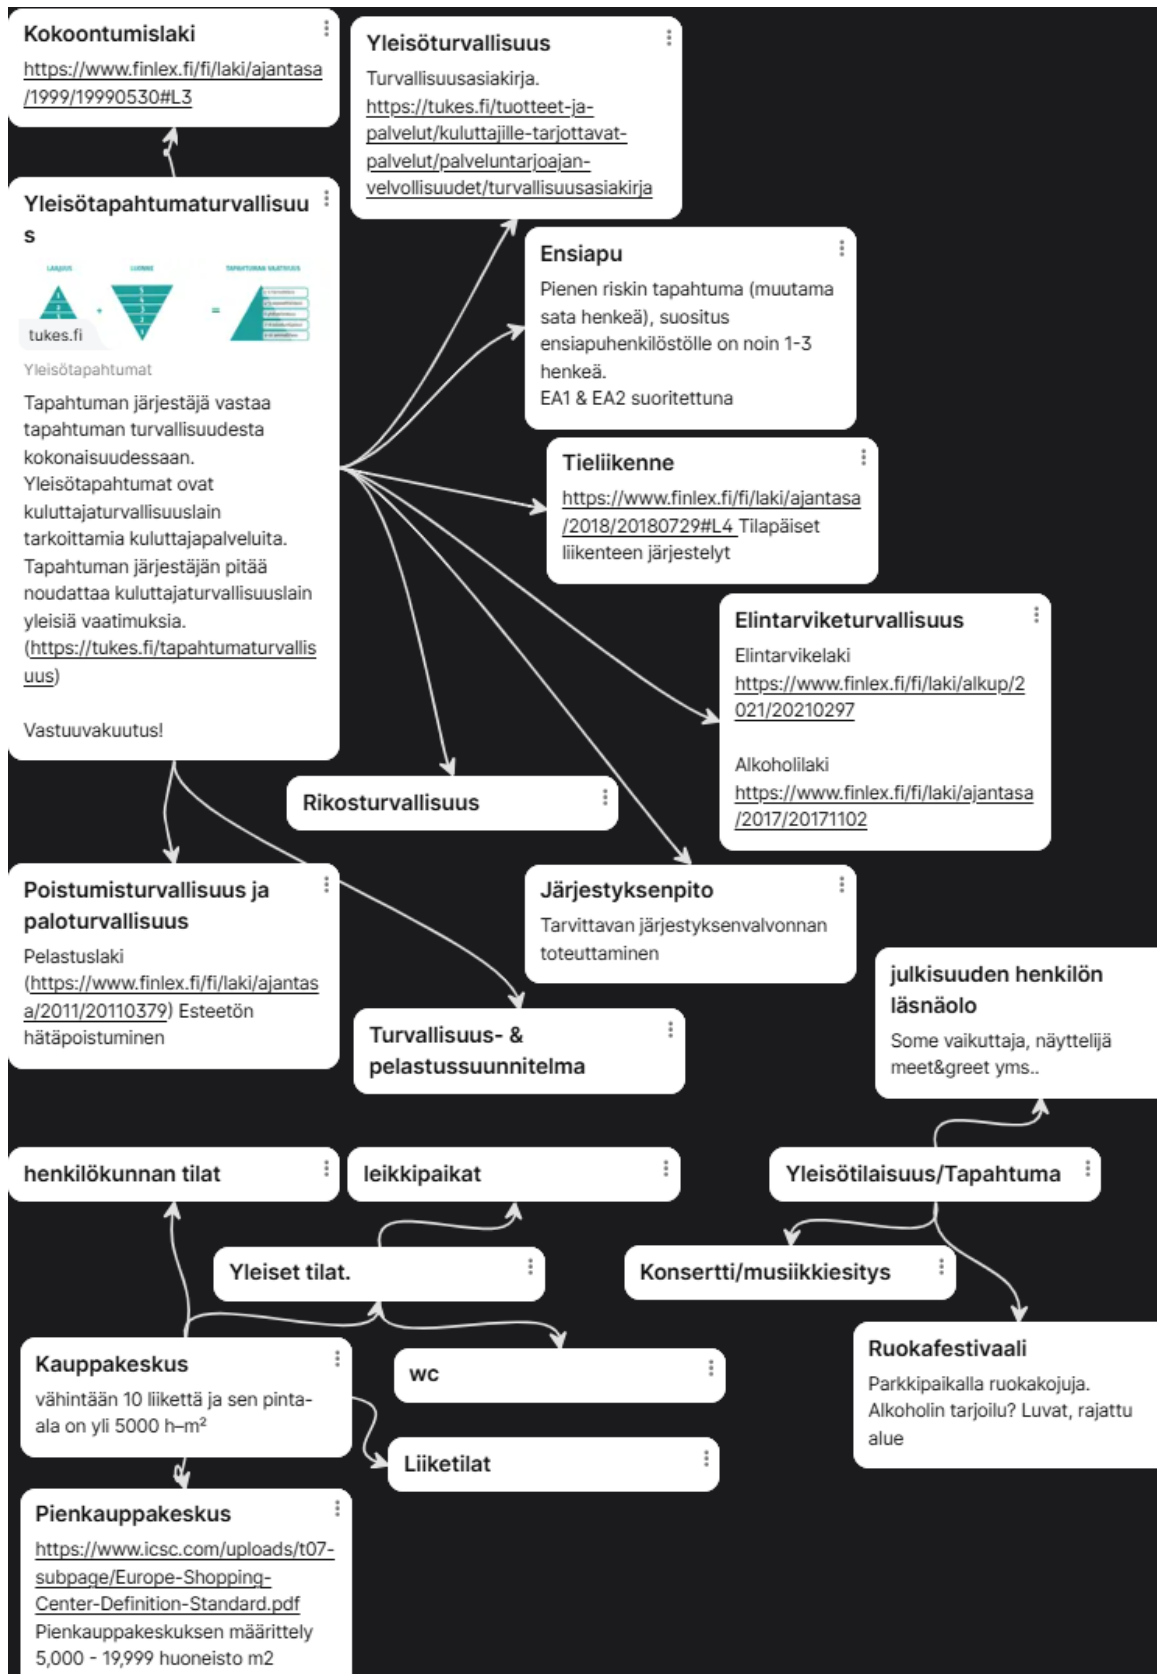 Kokoontumislaki
https://www.finlex.fi/fi/laki/ajantasa
/1999/19990530#L3
Yleisöturvallisuus
Turvallisuusasiakirja.
https://tukes.fi/tuotteet-ja-
palvelut/kuluttajille-tarjottavat-
palvelut/palveluntarjoajan-
velvollisuudet/turvallisuusasiakirja
Yleisötapahtumaturvallisuu
s
LAAJUUS
LUONNE
TAPAHTUMAN VAATIVUUS
+
=
tukes.fi
Yleisötapahtumat
Tapahtuman järjestäjä vastaa
tapahtuman turvallisuudesta
kokonaisuudessaan.
Yleisötapahtumat ovat
kuluttajaturvallisuuslain
tarkoittamia kuluttajapalveluita.
Tapahtuman järjestäjän pitää
noudattaa kuluttajaturvallisuuslain
yleisiä vaatimuksia.
(https://tukes.fi/tapahtumaturvallis
uus)
Vastuuvakuutus!
Ensiapu
Pienen riskin tapahtuma (muutama
sata henkeä), suositus
ensiapuhenkilöstölle on noin 1-3
henkeä.
EA1 & EA2 suoritettuna
Tieliikenne
https://www.finlex.fi/fi/laki/ajantasa
/2018/20180729#L4 Tilapäiset
liikenteen järjestelyt
Elintarviketurvallisuus
Elintarvikelaki
https://www.finlex.fi/fi/laki/alkup/2
021/20210297
Alkoholilaki
https://www.finlex.fi/fi/laki/ajantasa
/2017/20171102
Rikosturvallisuus
Poistumisturvallisuus ja
paloturvallisuus
Pelastuslaki
(https://www.finlex.fi/fi/laki/ajantas
a/2011/20110379) Esteetön
hätäpoistuminen
Järjestyksenpito
Tarvittavan järjestyksenvalvonnan
toteuttaminen
Turvallisuus- &
pelastussuunnitelma
julkisuuden henkilön
läsnäolo
Some vaikuttaja, näyttelijä
meet&greet yms..
henkilökunnan tilat
leikkipaikat
Yleisötilaisuus/Tapahtuma
Yleiset tilat.
Konsertti/musiikkiesitys
Kauppakeskus
vähintään 10 liikettä ja sen pinta-
ala on yli 5000 h–m²
wc
Ruokafestivaali
Parkkipaikalla ruokakojuja.
Alkoholin tarjoilu? Luvat, rajattu
alue
Liiketilat
Pienkauppakeskus
https://www.icsc.com/uploads/t07-
subpage/Europe-Shopping-
Center-Definition-Standard.pdf
Pienkauppakeskuksen määrittely
5,000 - 19,999 huoneisto m2